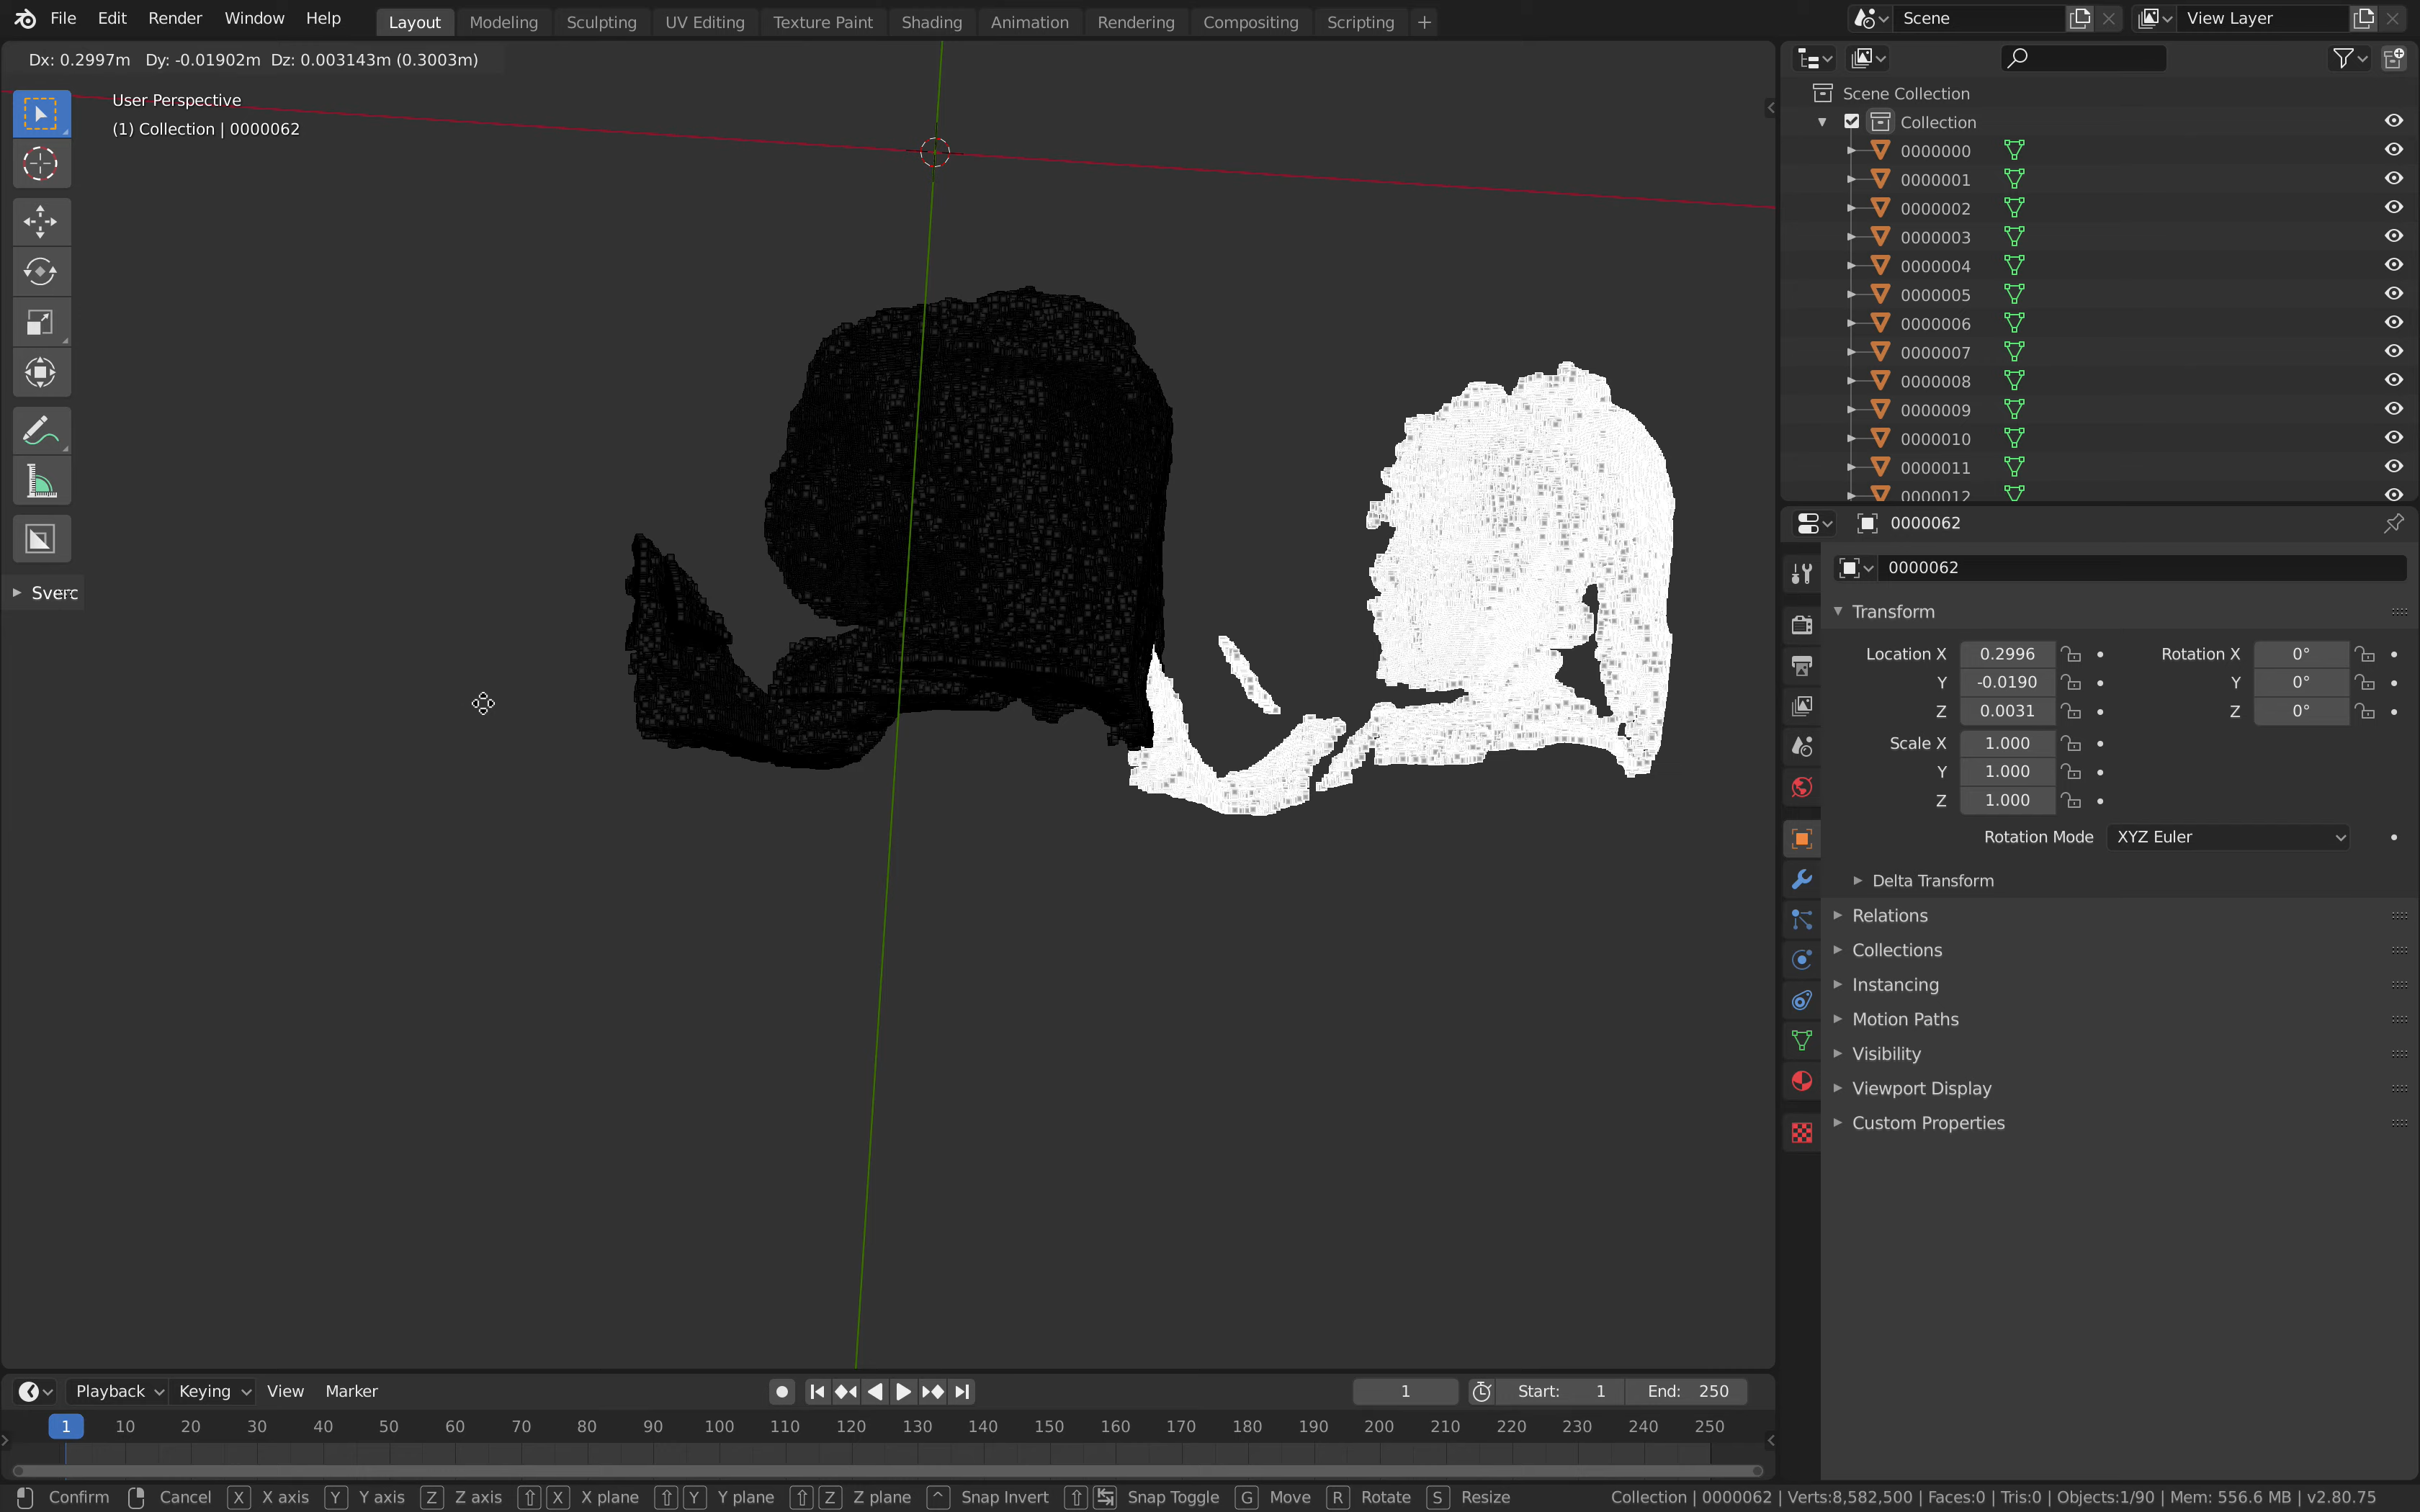 File Edit Render Window Help Layout Modeling Sculpting UV Editing Texture Paint Shading Animation Rendering Compositing Scripting + Scene View Layer
Dx: 0.2997m Dy: -0.01902m Dz: 0.003143m (0.3003m)
User Perspective
(1) Collection | 0000062
Sverc
Scene Collection
Collection
0000000
0000001
0000002
0000003
0000004
0000005
0000006
0000007
0000008
0000009
0000010
0000011
0000012
0000062
0000062
Transform
Location X 0.2996 Rotation X 0°
Y -0.0190 Y 0°
Z 0.0031 Z 0°
Scale X 1.000
Y 1.000
Z 1.000
Rotation Mode XYZ Euler
Delta Transform
Relations
Collections
Instancing
Motion Paths
Visibility
Viewport Display
Custom Properties
Playback Keying View Marker 1 Start: 1 End: 250
1 10 20 30 40 50 60 70 80 90 100 110 120 130 140 150 160 170 180 190 200 210 220 230 240 250
Confirm Cancel X X axis Y Y axis Z Z axis X X plane Y Y plane Z Z plane ^ Snap Invert Snap Toggle G Move R Rotate S Resize Collection | 0000062 | Verts:8,582,500 | Faces:0 | Tris:0 | Objects:1/90 | Mem: 556.6 MB | v2.80.75